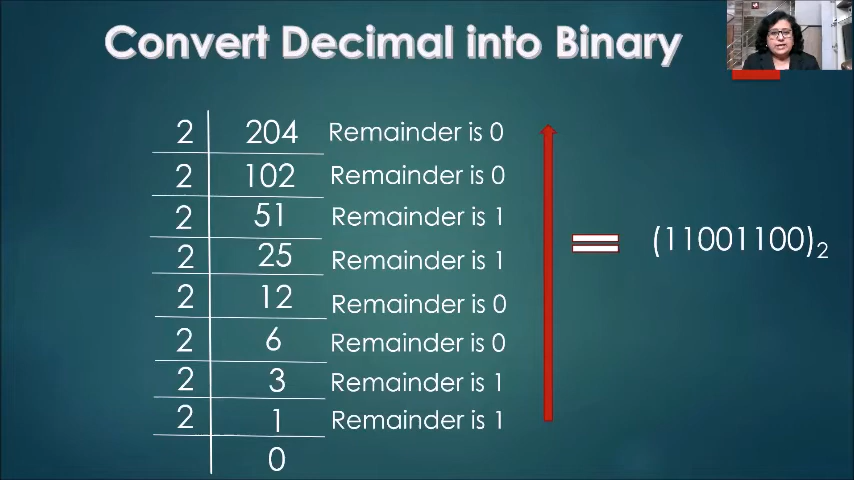 Convert Decimal into Binary
2 204 Remainder is 0
2 102 Remainder is 0
2 51 Remainder is 1
2 25 Remainder is 1
2 12 Remainder is 0
2 6 Remainder is 0
2 3 Remainder is 1
2 1 Remainder is 1
0
= (11001100)₂